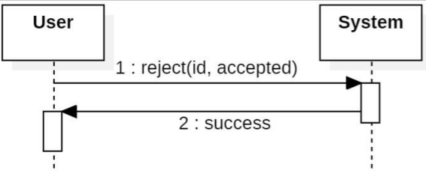 User
System
1 : reject(id, accepted)
2 : success